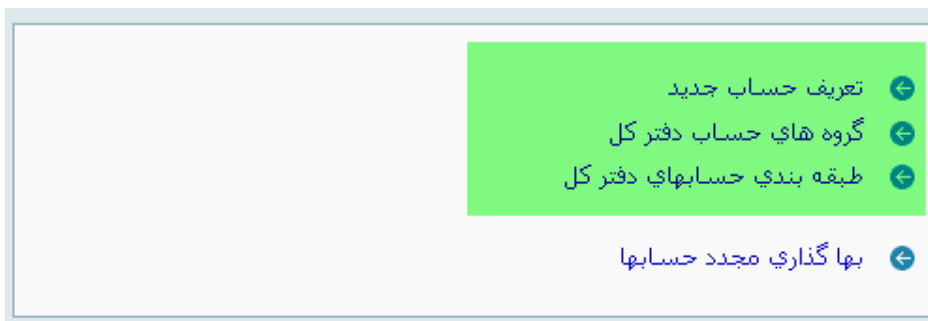 تعريف حساب جديد
گروه هاي حساب دفتر كل
طبقه بندي حسابهاي دفتر كل
بها گذاري مجدد حسابها